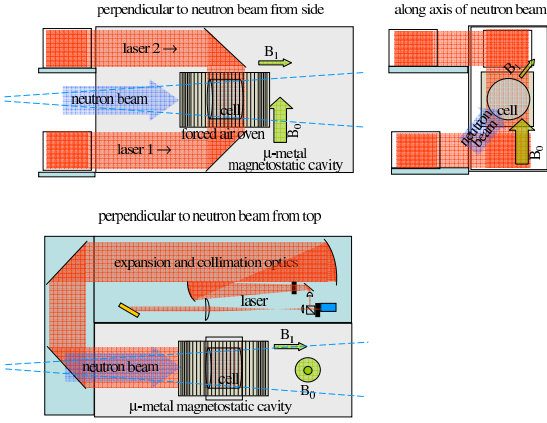 perpendicular to neutron beam from side
along axis of neutron beam
laser 2 →
B1
neutron beam
cell
forced air oven
B0
laser 1 →
μ-metal
magnetostatic cavity
B1
cell
neutron
beam
B0
perpendicular to neutron beam from top
expansion and collimation optics
laser
B1
neutron beam
cell
B0
μ-metal magnetostatic cavity